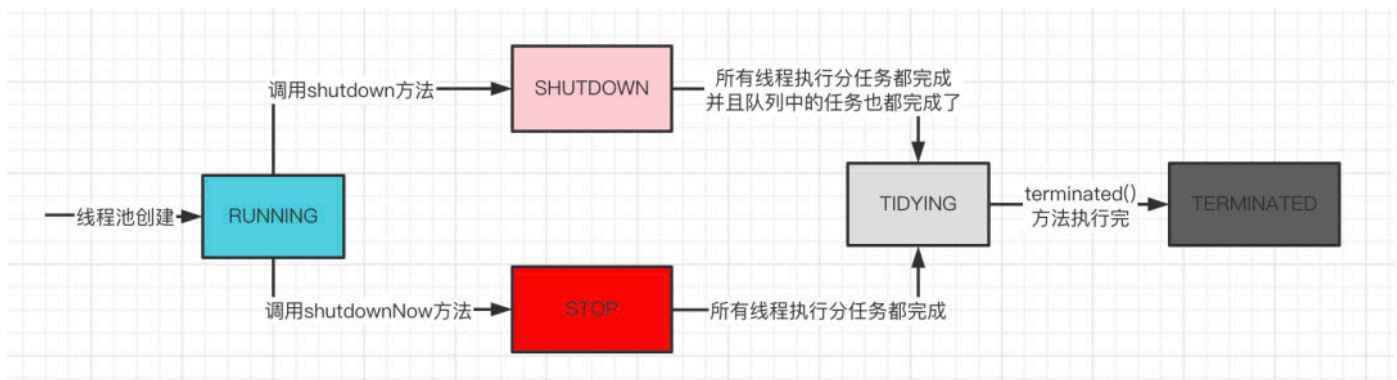 调用shutdown方法
SHUTDOWN
所有线程执行分任务都完成
并且队列中的任务也都完成了
线程池创建
RUNNING
TIDYING
terminated()
方法执行完
TERMINATED
调用shutdownNow方法
STOP
所有线程执行分任务都完成